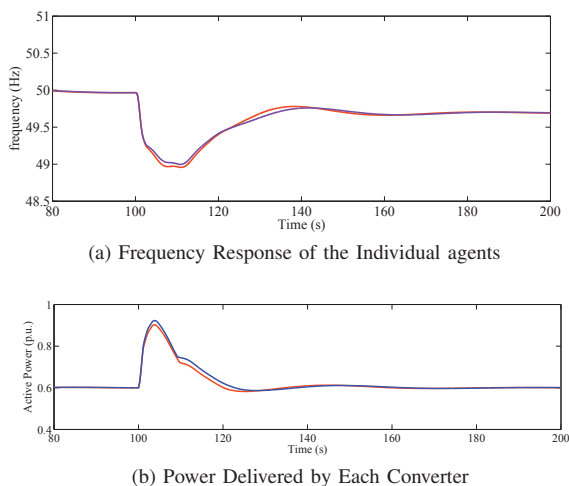 51
50.5
50
49.5
49
48.5
frequency (Hz)
80 100 120 140 160 180 200
Time (s)
(a) Frequency Response of the Individual agents
1
0.8
0.6
0.4
Active Power (p.u.)
80 100 120 140 160 180 200
Time (s)
(b) Power Delivered by Each Converter